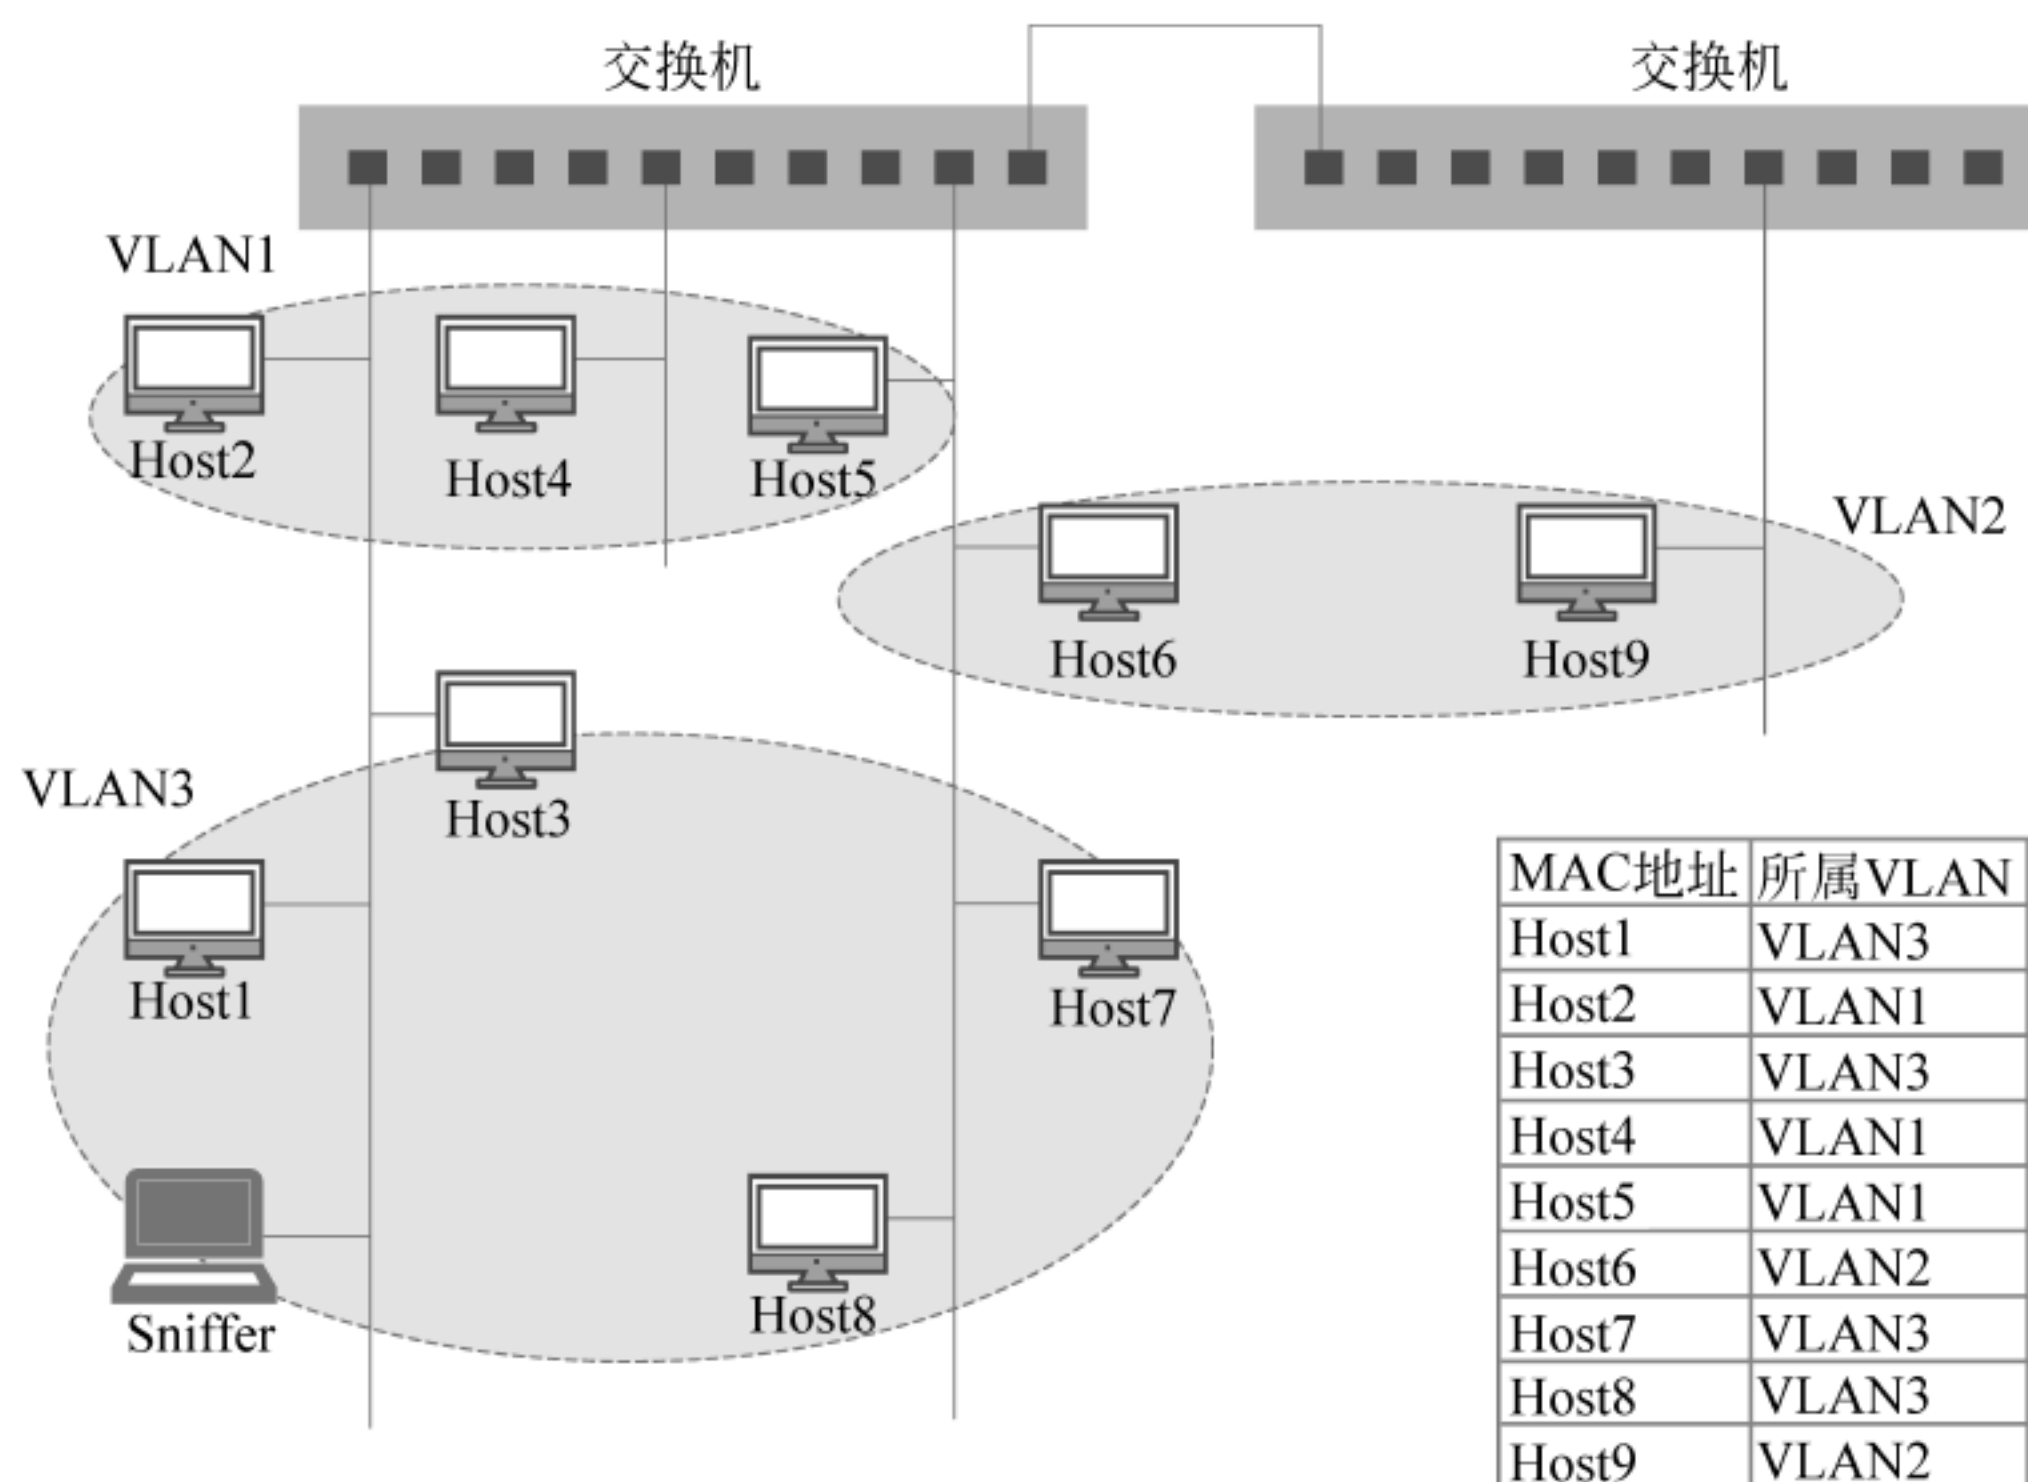 交换机
交换机
VLAN1
Host2
Host4
Host5
VLAN2
Host6
Host9
VLAN3
Host3
Host1
Host7
Sniffer
Host8
MAC地址 所属VLAN
Host1 VLAN3
Host2 VLAN1
Host3 VLAN3
Host4 VLAN1
Host5 VLAN1
Host6 VLAN2
Host7 VLAN3
Host8 VLAN3
Host9 VLAN2